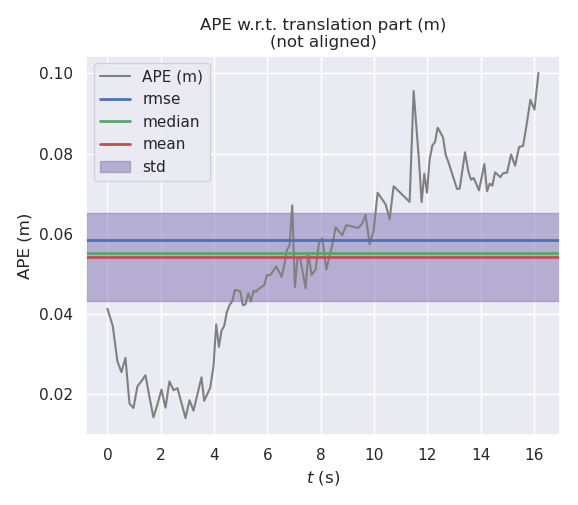 APE w.r.t. translation part (m)
(not aligned)
APE (m)
rmse
median
mean
std
0.10
0.08
0.06
0.04
0.02
APE (m)
0 2 4 6 8 10 12 14 16
t (s)